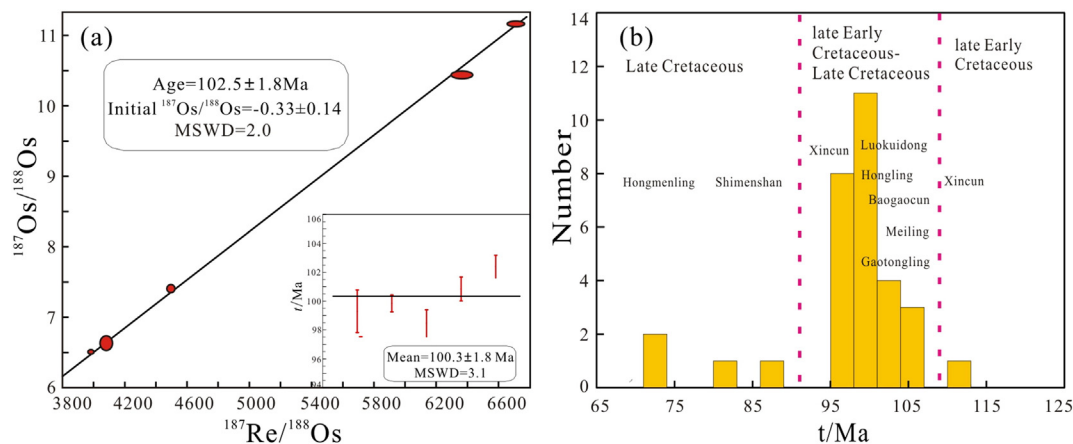 (a)
Age=102.5±1.8Ma
Initial ¹⁸⁷Os/¹⁸⁸Os=-0.33±0.14
MSWD=2.0
¹⁸⁷Os/¹⁸⁸Os
11
10
9
8
7
6
3800 4200 4600 5000 5400 5800 6200 6600
¹⁸⁷Re/¹⁸⁸Os
t/Ma
106
104
102
100
98
96
94
Mean=100.3±1.8 Ma
MSWD=3.1
(b)
Number
14
12
10
8
6
4
2
0
Late Cretaceous
late Early
Cretaceous-
Late Cretaceous
late Early
Cretaceous
Xincun
Luokuidong
Hongmenling
Shimenshan
Hongling
Xincun
Baogaocun
Meiling
Gaotongling
65 75 85 95 105 115 125
t/Ma